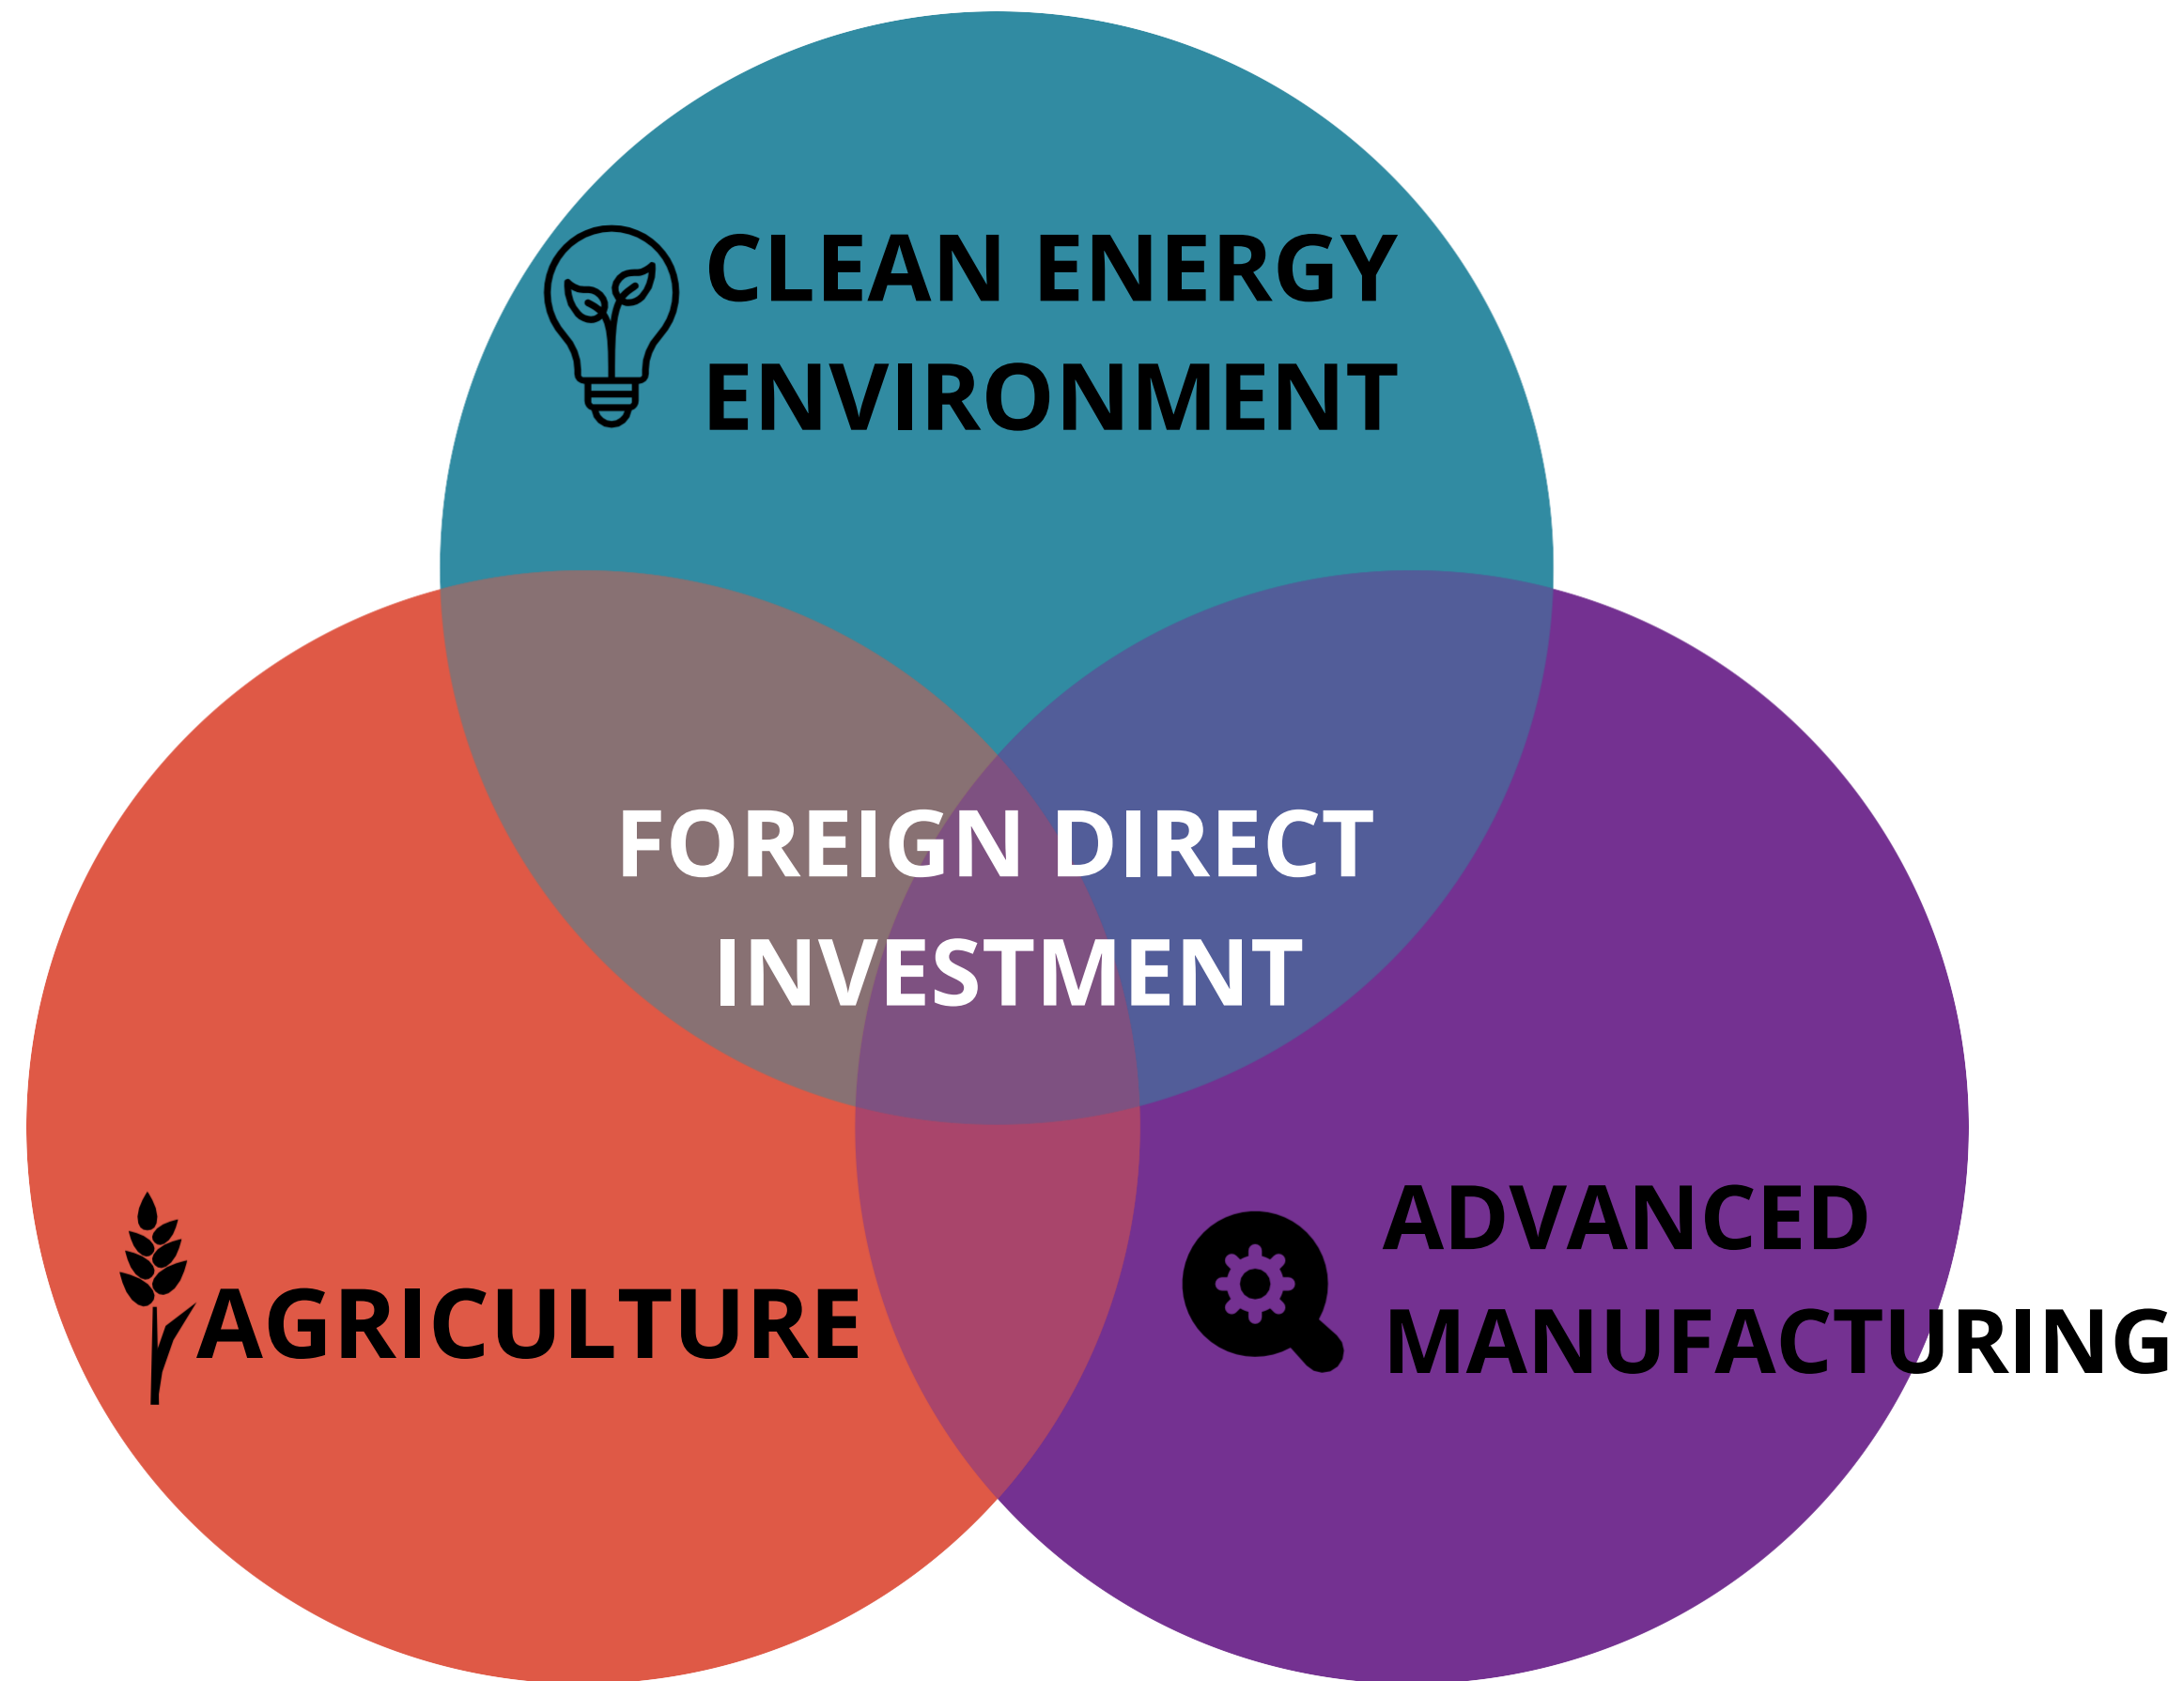 CLEAN ENERGY
ENVIRONMENT
FOREIGN DIRECT
INVESTMENT
AGRICULTURE
ADVANCED
MANUFACTURING